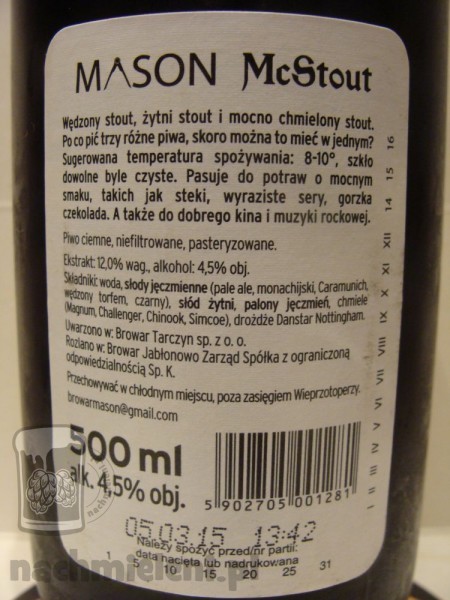 MASON McStout
Wędzony stout, żytni stout i mocno chmielony stout.
Po co pić trzy różne piwa, skoro można to mieć w jednym?
Sugerowana temperatura spożywania: 8-10°, szkło
dowolne byle czyste. Pasuje do potraw o mocnym
smaku, takich jak steki, wyraziste sery, gorzka
czekolada. A także do dobrego kina i muzyki rockowej.
Piwo ciemne, niefiltrowane, pasteryzowane.
Ekstrakt: 12,0% wag., alkohol: 4,5% obj.
Składniki: woda, słody jęczmienne (pale ale, monachijski, Caramunich,
wędzony torfem, czarny), słód żytni, palony jęczmień, chmiele
(Magnum, Challenger, Chinook, Simcoe), drożdże Danstar Nottingham.
Uwarzono w: Browar Tarczyn sp. z o. o.
Rozlano w: Browar Jabłonowo Zarząd Spółka z ograniczoną
odpowiedzialnością Sp. K.
Przechowywać w chłodnym miejscu, poza zasięgiem Wieprzotoperzy.
browarmason@gmail.com
500 ml
alk. 4,5% obj.
5 902705 001281
05.03.15 13:42
Należy spożyć przed/nr partii:
data nacięta lub nadrukowana
1 5 10 15 20 25 31
I II III IV V VI VII VIII IX X XI XII 14 15 16
nachmieleni.pl